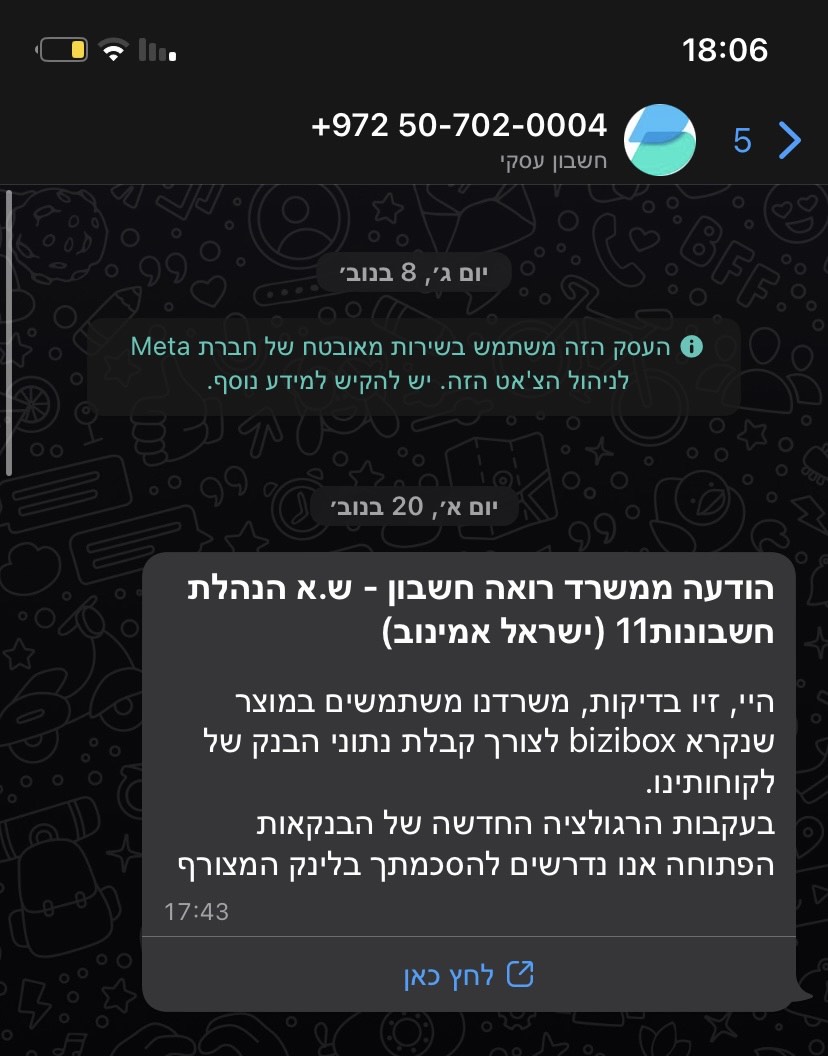 18:06
+972 50-702-0004
5
חשבון עסקי
יום ג׳, 8 בנוב׳
העסק הזה משתמש בשירות מאובטח של חברת Meta
לניהול הצ'אט הזה. יש להקיש למידע נוסף.
יום א׳, 20 בנוב׳
הודעה ממשרד רואה חשבון - ש.א הנהלת
חשבונות11 (ישראל אמינוב)
היי, זיו בדיקות, משרדנו משתמשים במוצר
שנקרא bizibox לצורך קבלת נתוני הבנק של
לקוחותינו.
בעקבות הרגולציה החדשה של הבנקאות
הפתוחה אנו נדרשים להסכמתך בלינק המצורף
17:43
לחץ כאן